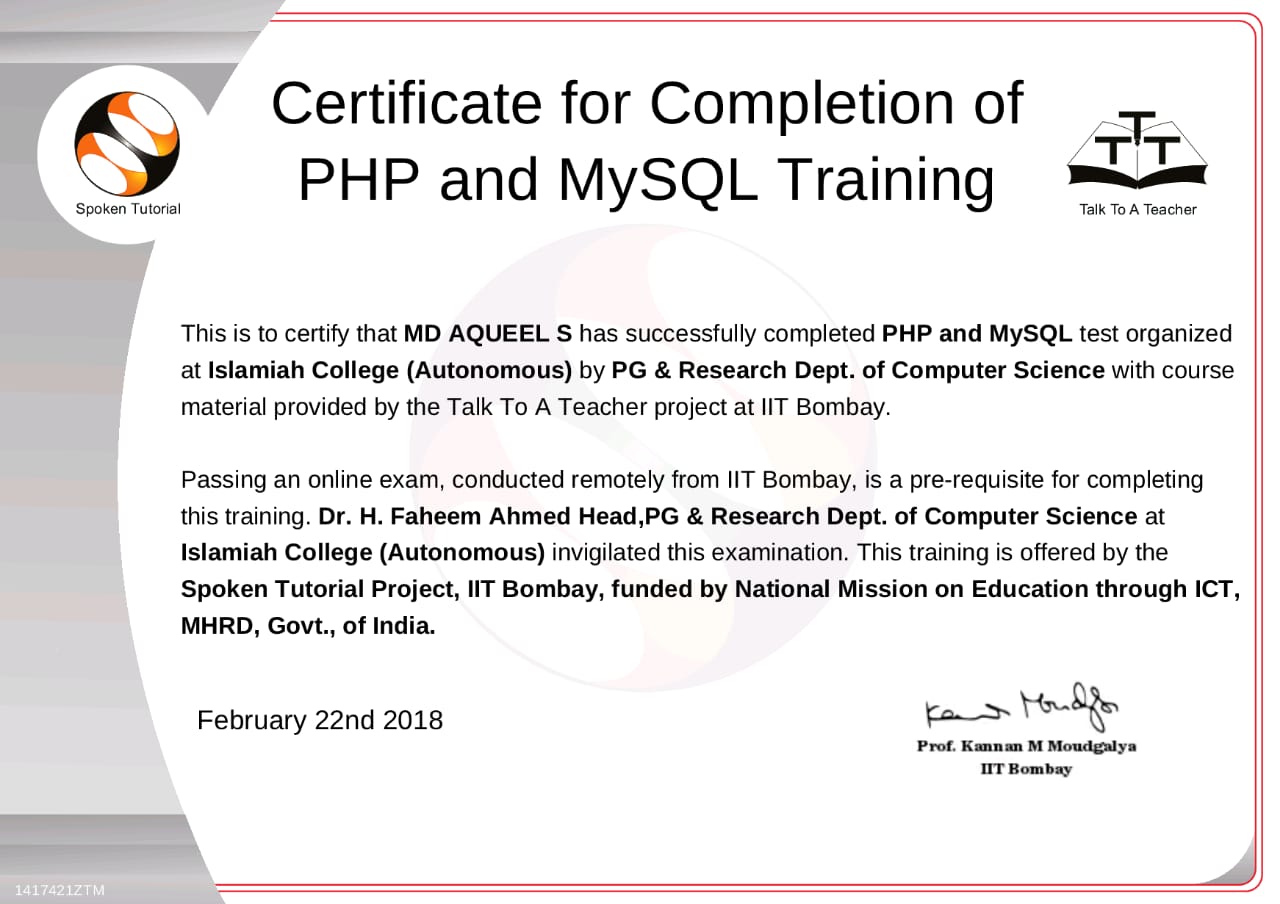 Certificate for Completion of
PHP and MySQL Training
Spoken Tutorial
T
T T
Talk To A Teacher
This is to certify that MD AQUEEL S has successfully completed PHP and MySQL test organized
at Islamiah College (Autonomous) by PG & Research Dept. of Computer Science with course
material provided by the Talk To A Teacher project at IIT Bombay.
Passing an online exam, conducted remotely from IIT Bombay, is a pre-requisite for completing
this training. Dr. H. Faheem Ahmed Head,PG & Research Dept. of Computer Science at
Islamiah College (Autonomous) invigilated this examination. This training is offered by the
Spoken Tutorial Project, IIT Bombay, funded by National Mission on Education through ICT,
MHRD, Govt., of India.
February 22nd 2018
Kannan Moudgalya
Prof. Kannan M Moudgalya
IIT Bombay
1417421ZTM